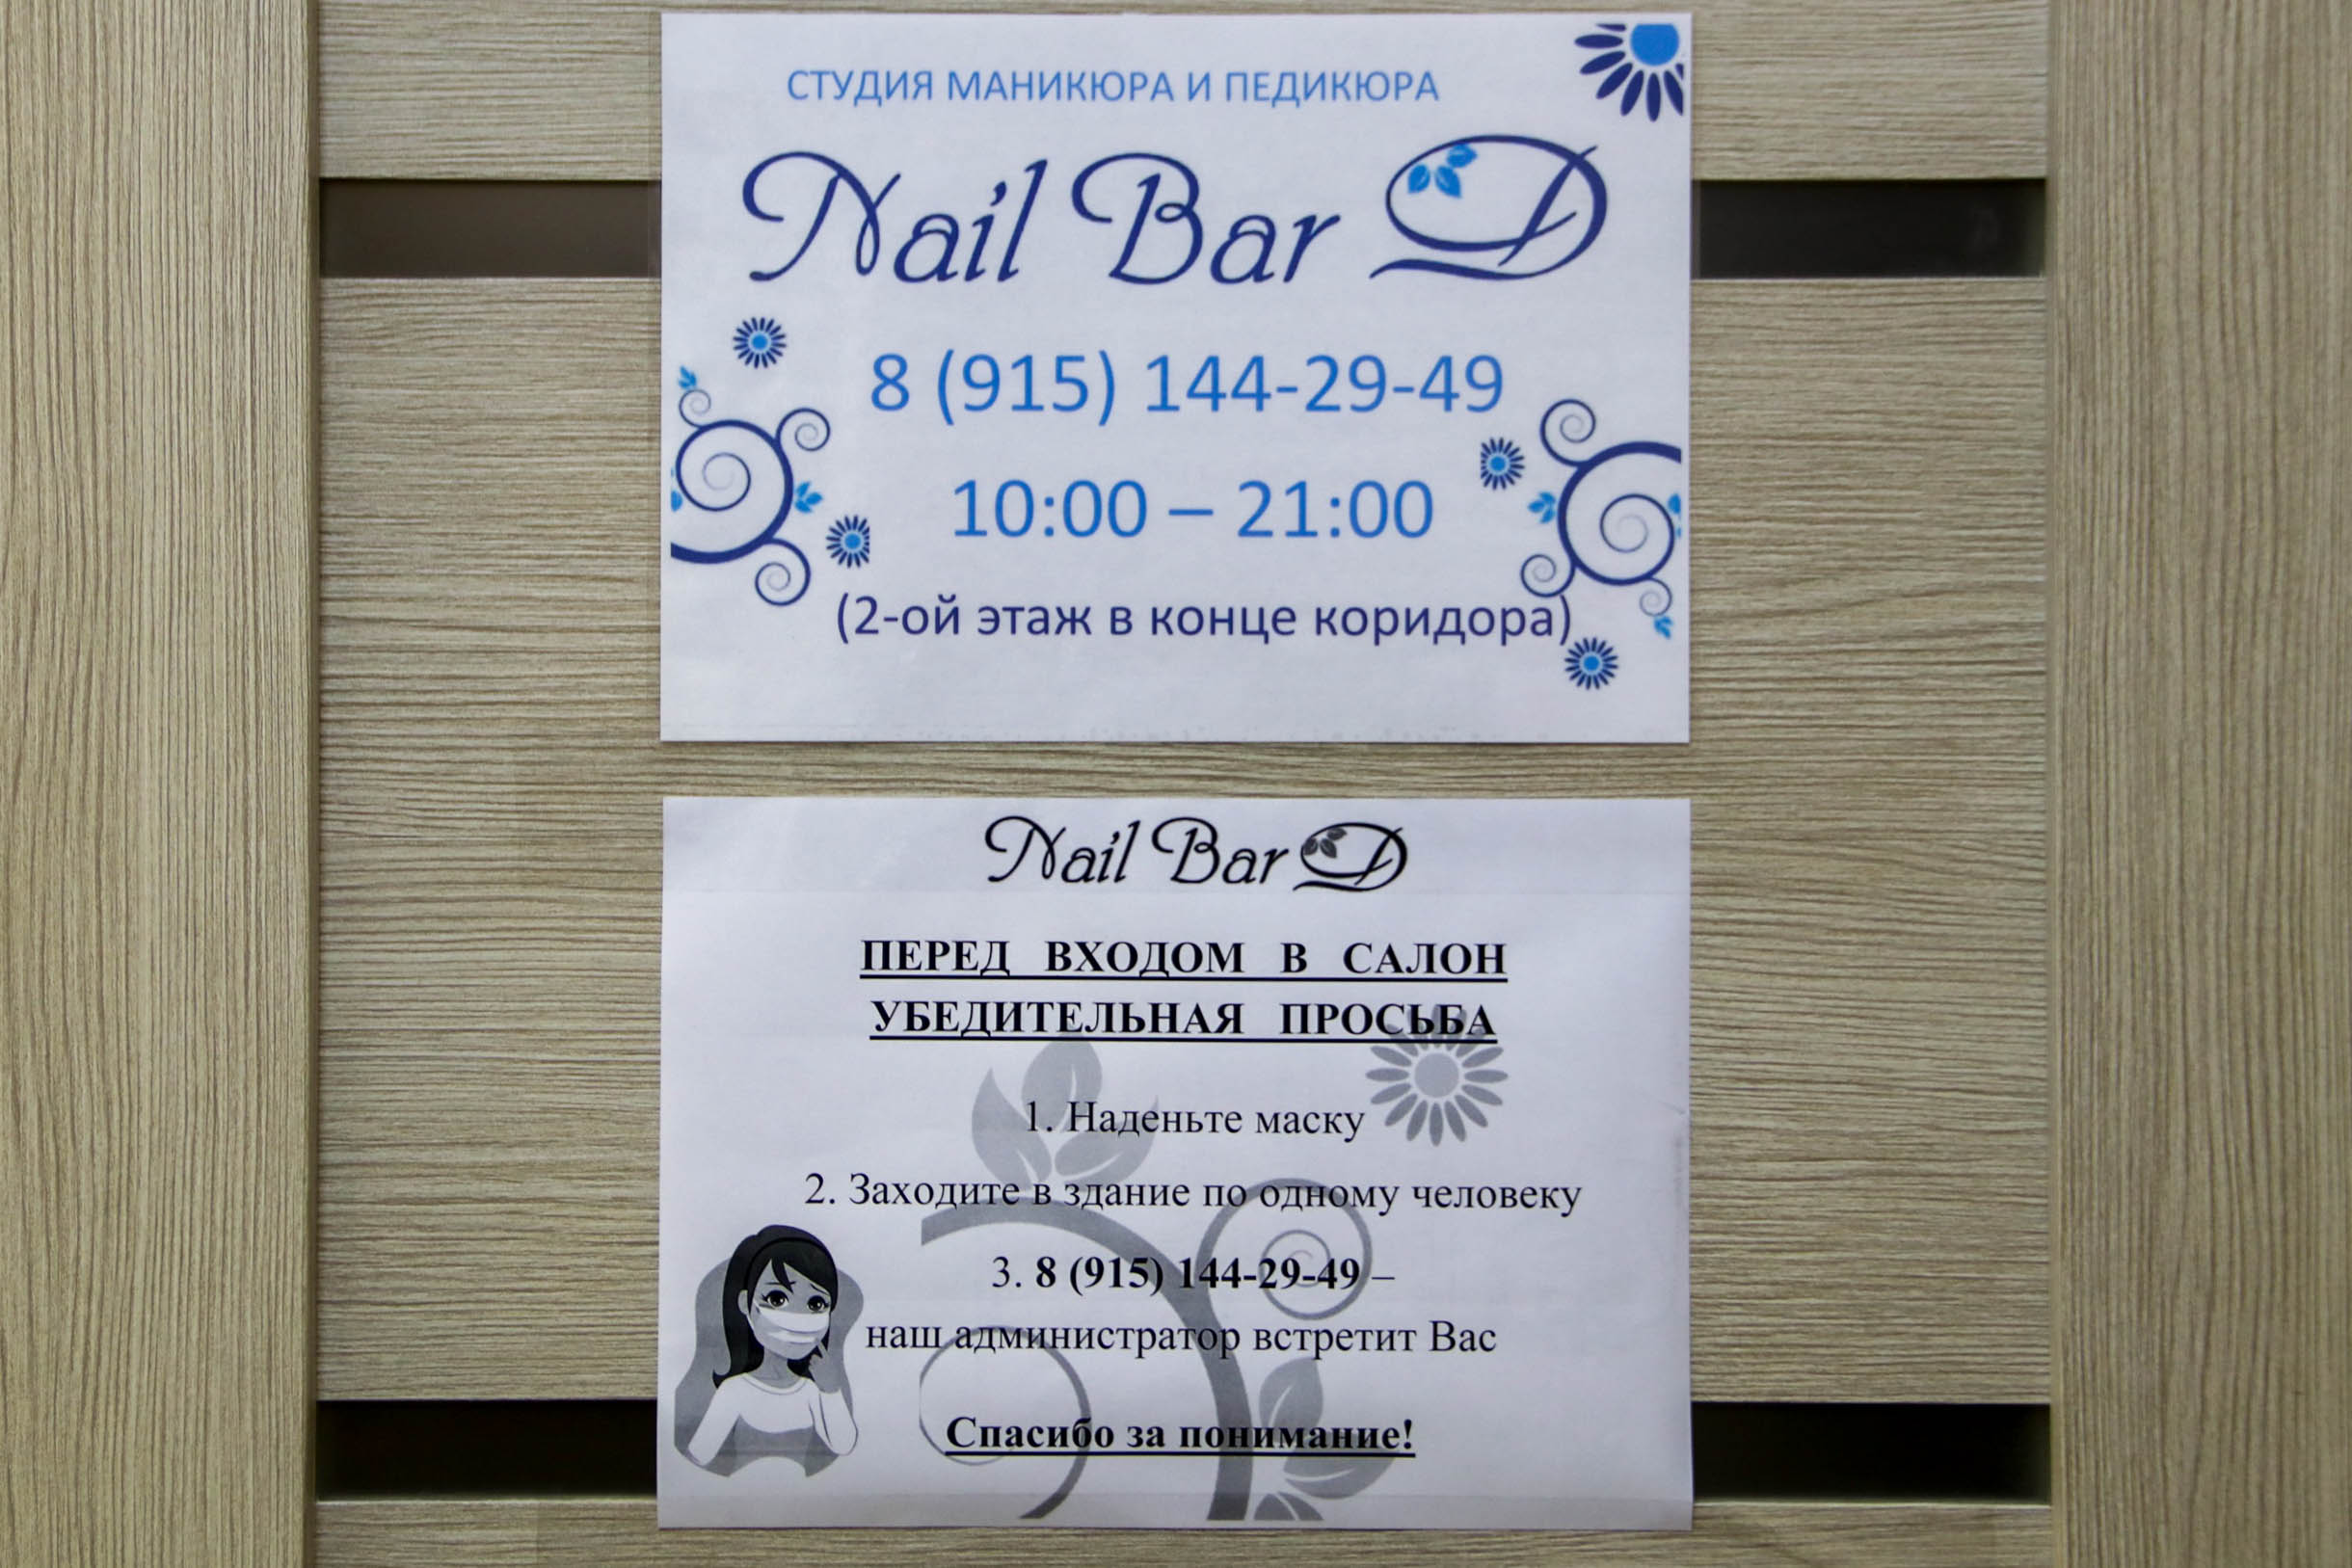 СТУДИЯ МАНИКЮРА И ПЕДИКЮРА
Nail Bar D
8 (915) 144-29-49
10:00 – 21:00
(2-ой этаж в конце коридора)
Nail Bar D
ПЕРЕД ВХОДОМ В САЛОН
УБЕДИТЕЛЬНАЯ ПРОСЬБА
1. Наденьте маску
2. Заходите в здание по одному человеку
3. 8 (915) 144-29-49 –
наш администратор встретит Вас
Спасибо за понимание!